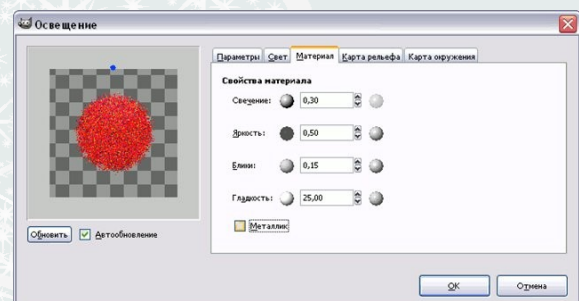 Освещение
Параметры Свет Материал Карта рельефа Карта окружения
Свойства материала
Свечение: 0,30
Яркость: 0,50
Блики: 0,15
Гладкость: 25,00
Металлик
Обновить Автообновление
OK Отмена